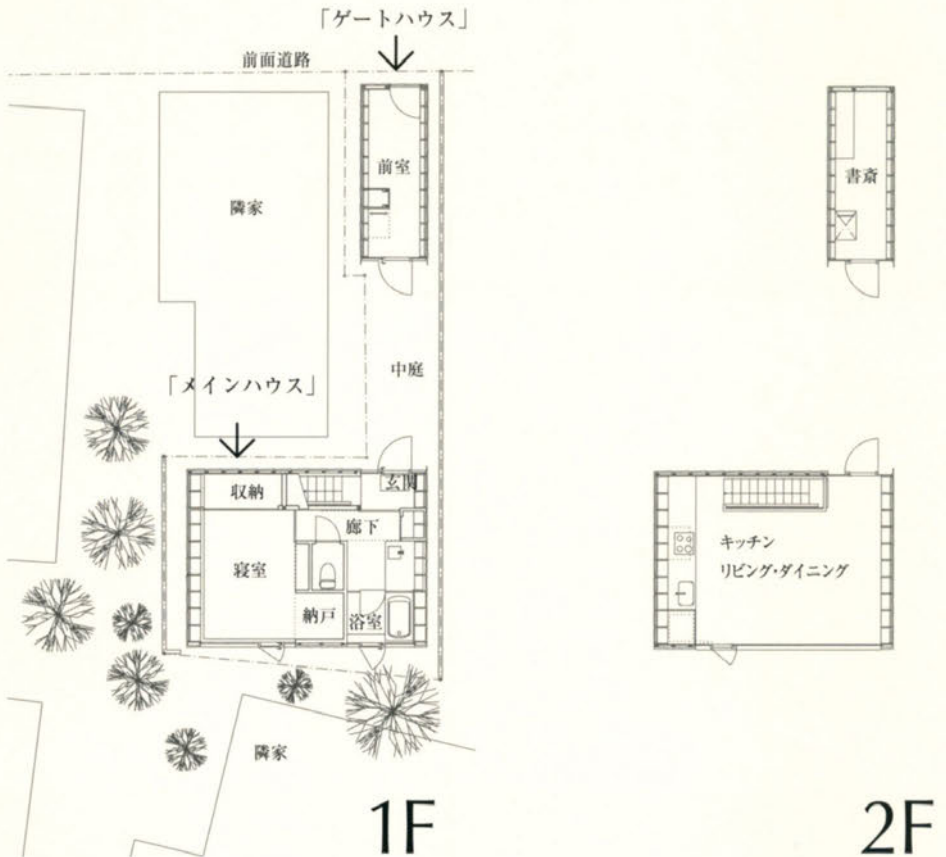 「ゲートハウス」
前面道路
前室
隣家
中庭
「メインハウス」
収納
玄関
廊下
寝室
納戸
浴室
隣家
1F
書斎
キッチン
リビング・ダイニング
2F